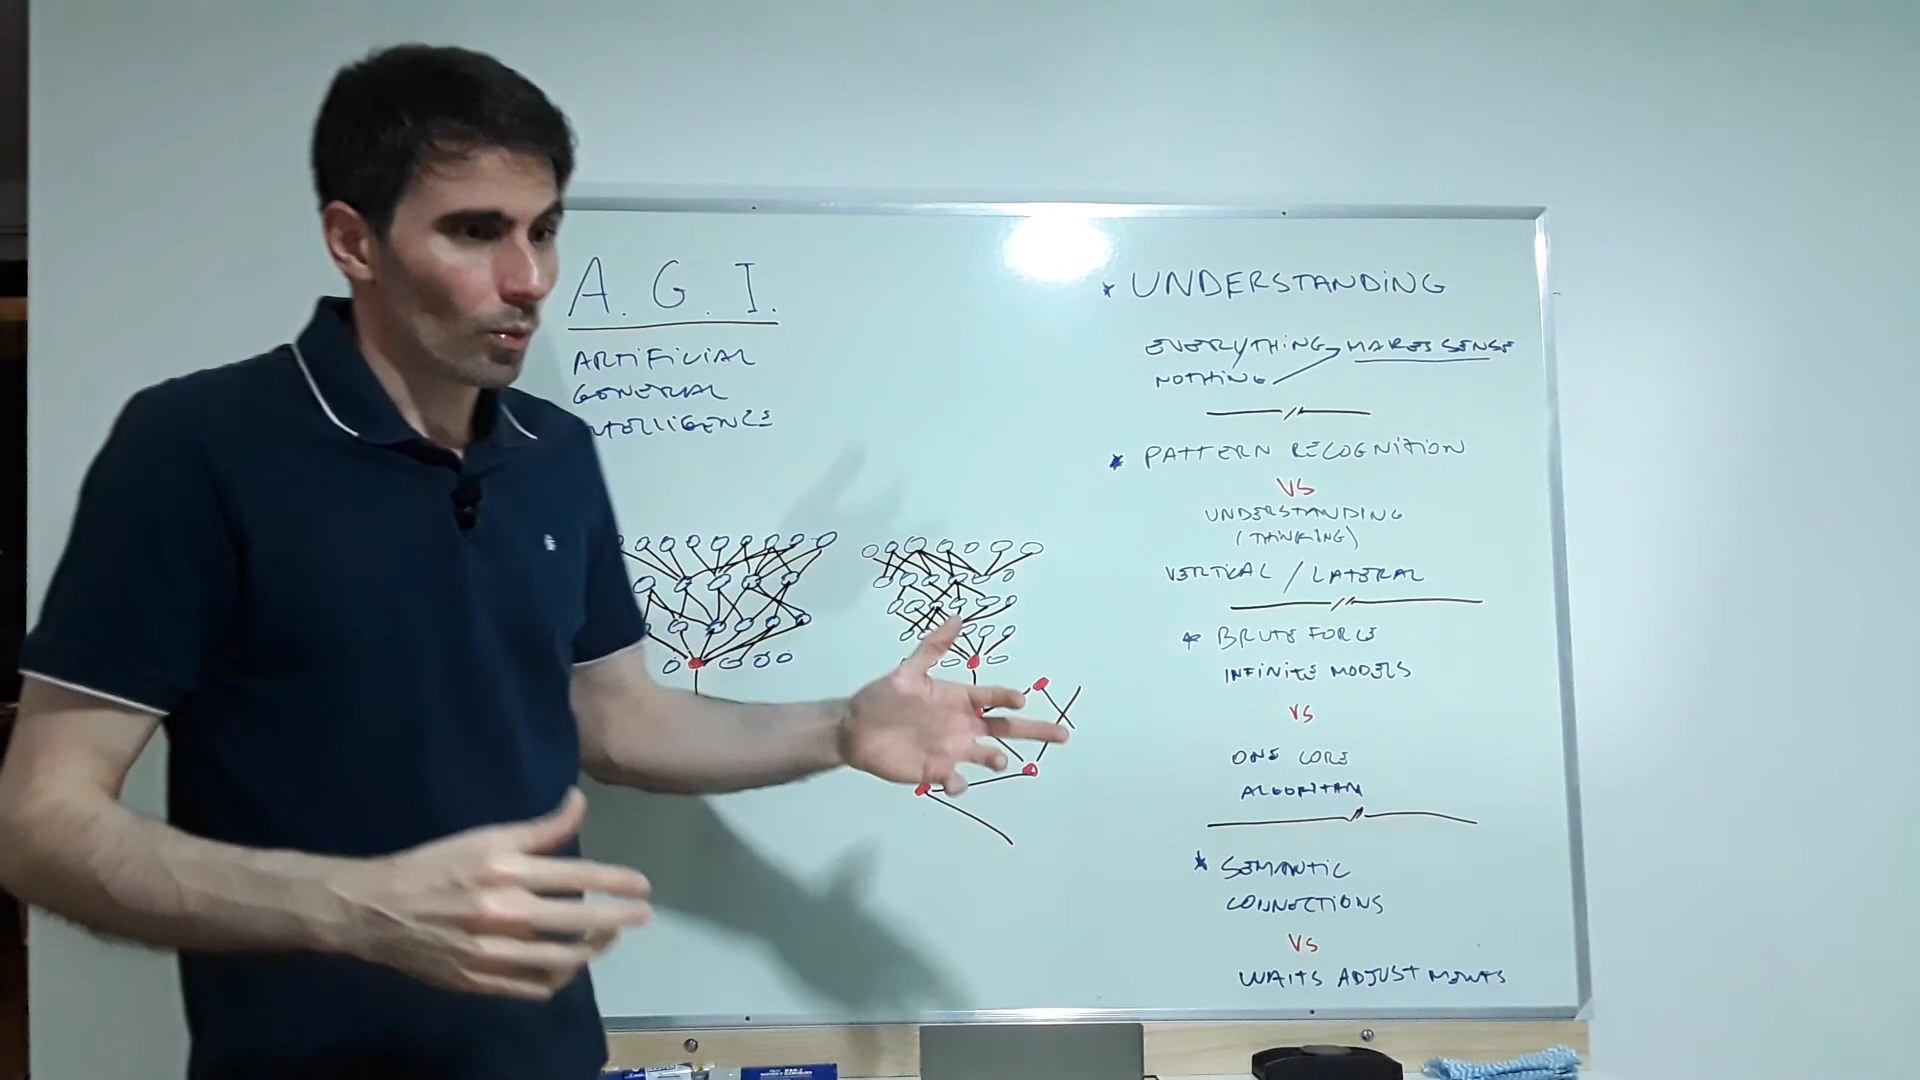 A. G. I.
ARTIFICIAL
GENERAL
INTELLIGENCE
* UNDERSTANDING
EVERYTHING MAKES SENSE
NOTHING
* PATTERN RECOGNITION
VS
UNDERSTANDING
(THINKING)
VERTICAL / LATERAL
* BRUTE FORCE
INFINITE MODELS
VS
ONE CORE
ALGORITHM
* SEMANTIC
CONNECTIONS
VS
WAITS ADJUSTMENTS